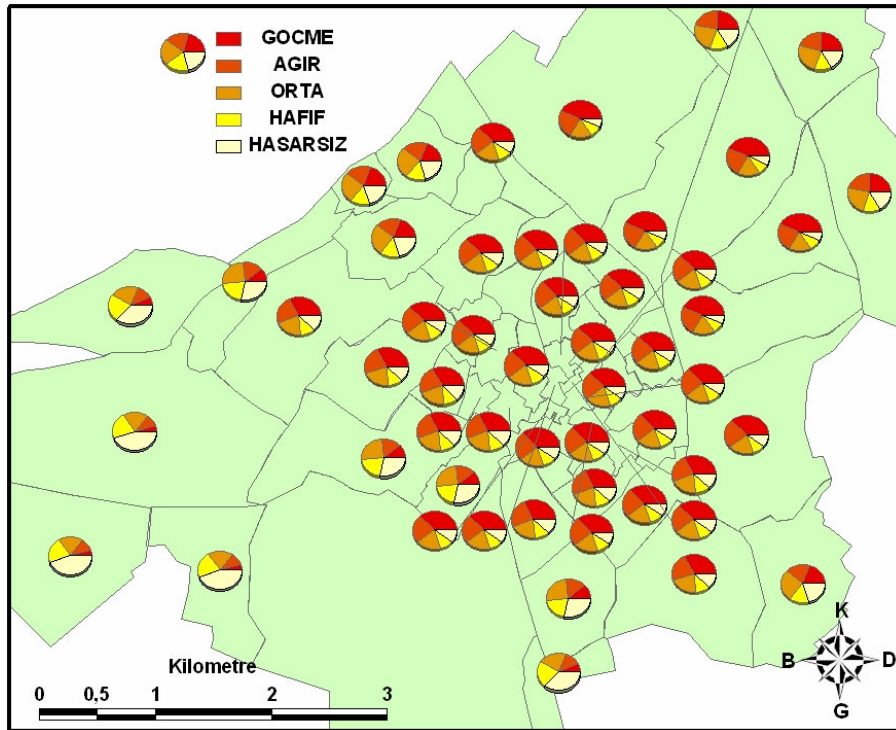 GOCME
AGIR
ORTA
HAFIF
HASARSIZ
K
B D
G
Kilometre
0 0,5 1 2 3